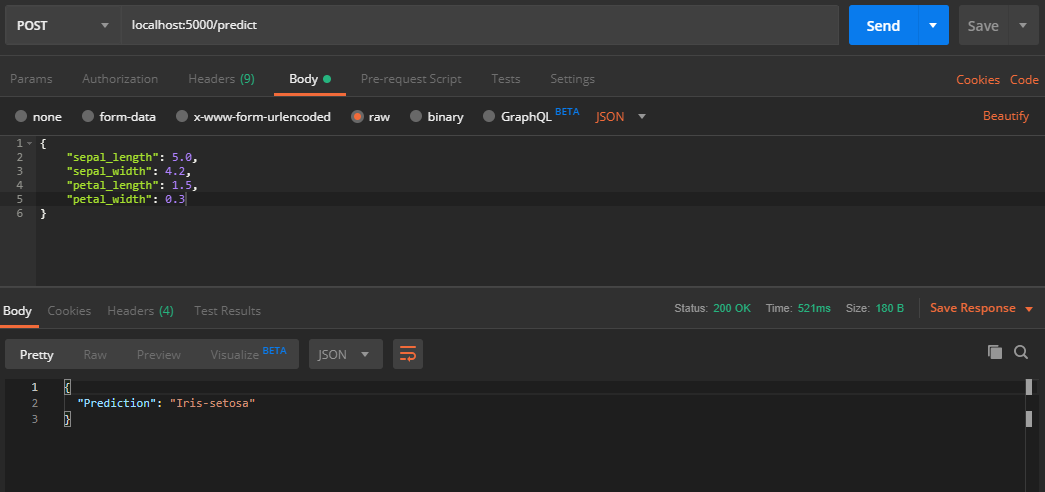 POST localhost:5000/predict Send Save
Params Authorization Headers (9) Body Pre-request Script Tests Settings Cookies Code
none form-data x-www-form-urlencoded raw binary GraphQL BETA JSON Beautify
1 {
2 "sepal_length": 5.0,
3 "sepal_width": 4.2,
4 "petal_length": 1.5,
5 "petal_width": 0.3
6 }
Body Cookies Headers (4) Test Results Status: 200 OK Time: 521ms Size: 180 B Save Response
Pretty Raw Preview Visualize BETA JSON
1 {
2 "Prediction": "Iris-setosa"
3 }